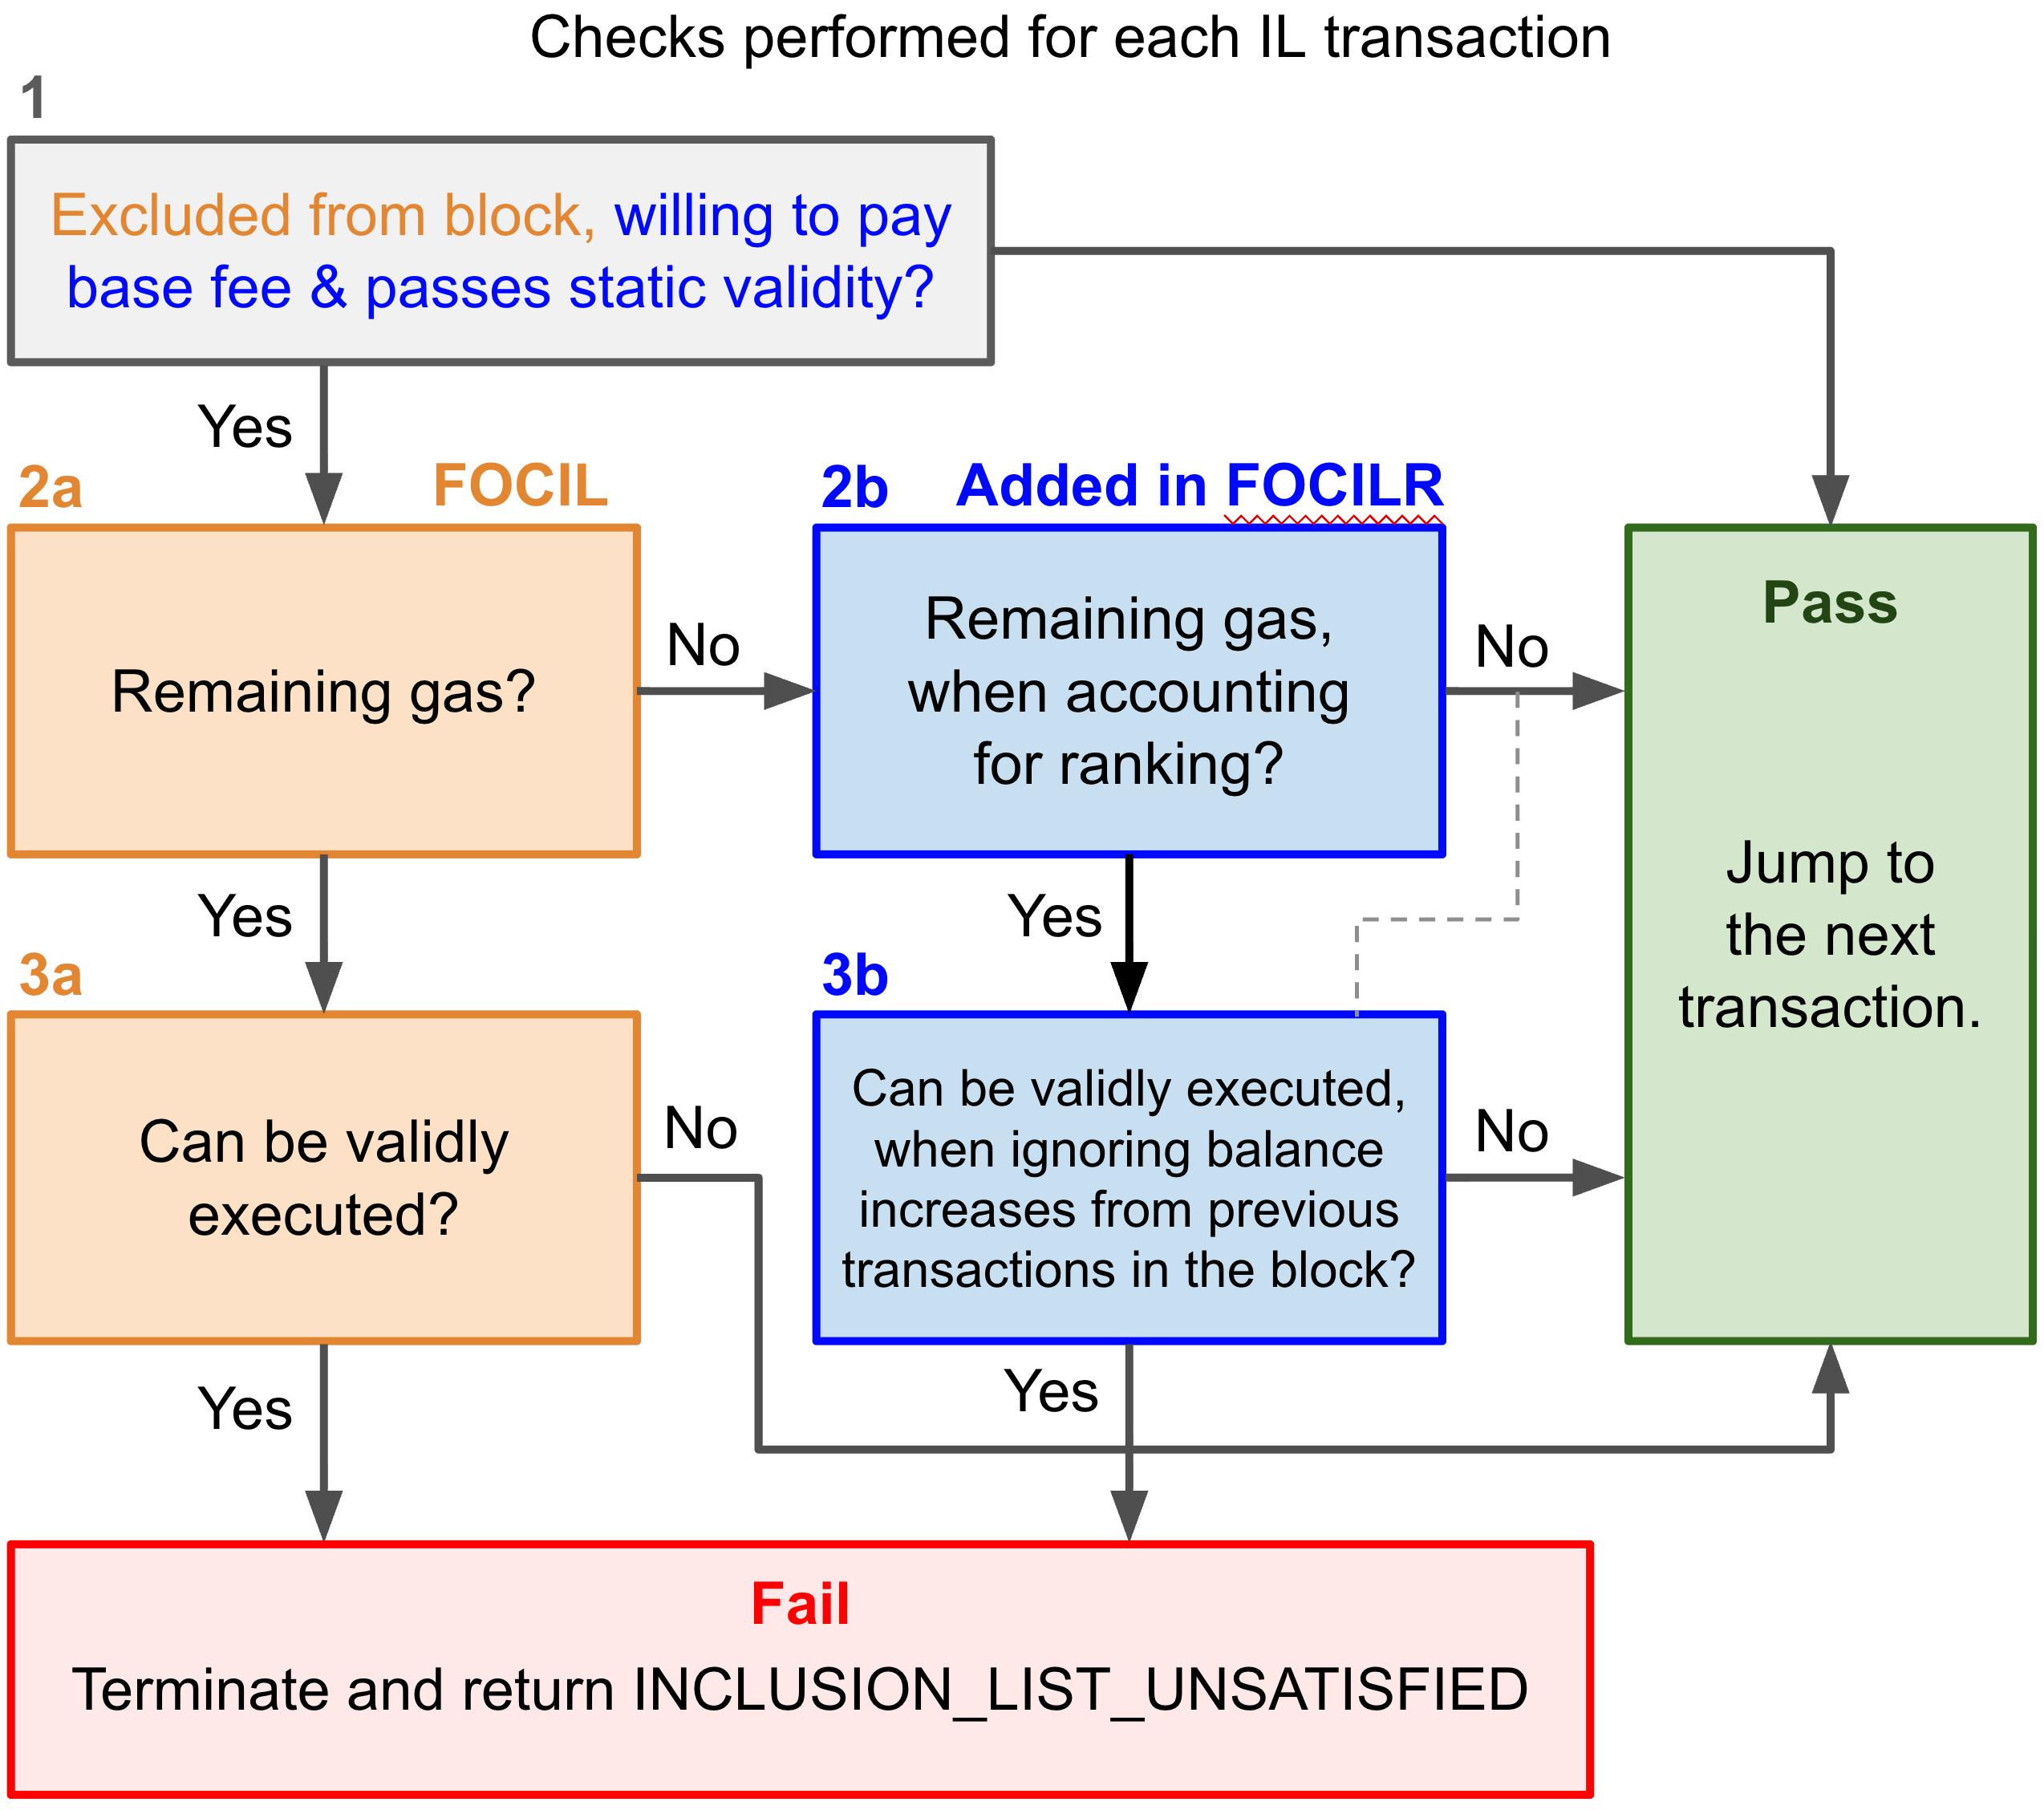 Checks performed for each IL transaction
1
Excluded from block, willing to pay
base fee & passes static validity?
Yes
2a FOCIL
Remaining gas?
No
2b Added in FOCILR
Remaining gas,
when accounting
for ranking?
No
Pass
Jump to
the next
transaction.
Yes
Yes
3a
Can be validly
executed?
No
3b
Can be validly executed,
when ignoring balance
increases from previous
transactions in the block?
No
Yes
Yes
Fail
Terminate and return INCLUSION_LIST_UNSATISFIED